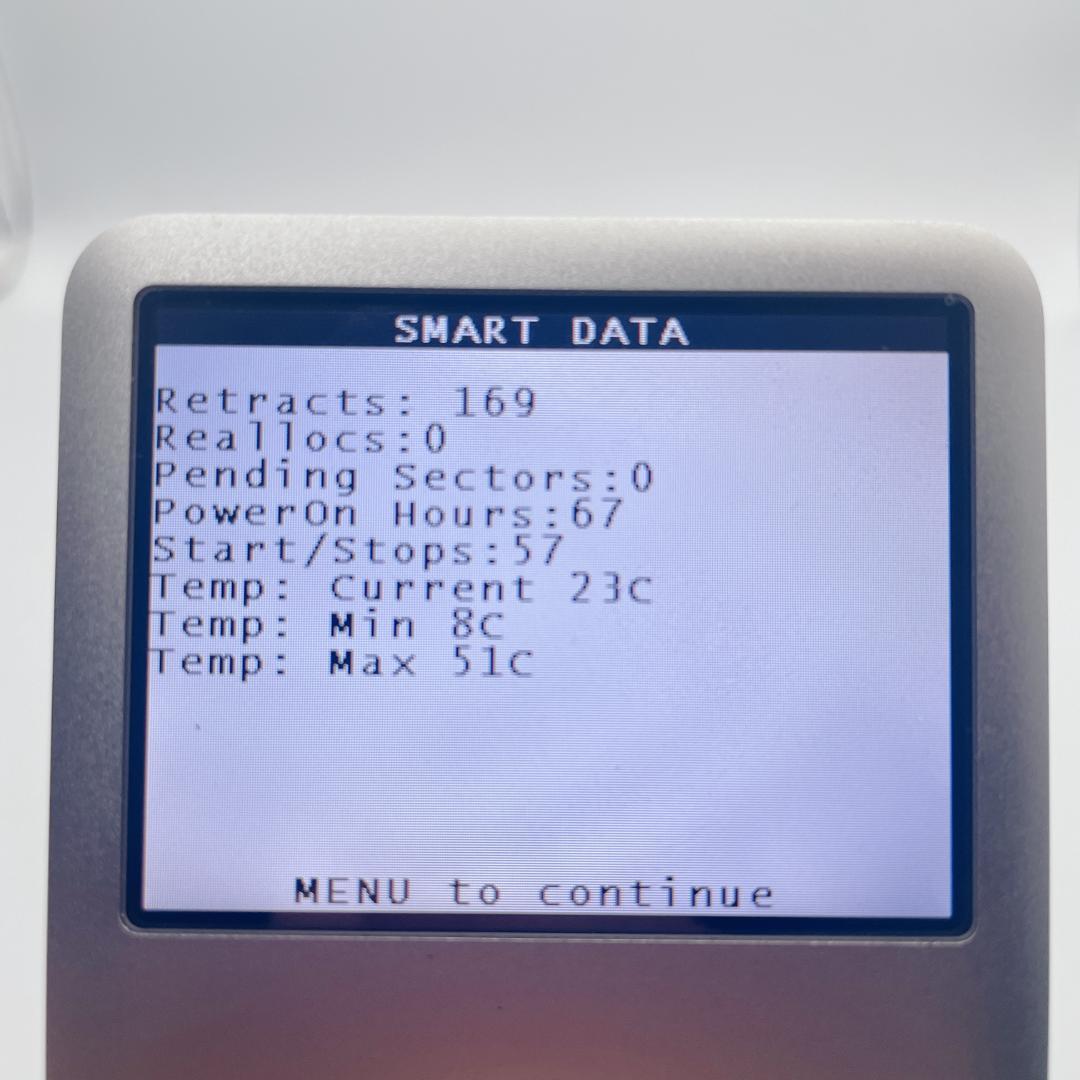 SMART DATA
Retracts: 169
Reallocs:0
Pending Sectors:0
PowerOn Hours:67
Start/Stops:57
Temp: Current 23C
Temp: Min 8C
Temp: Max 51C
MENU to continue